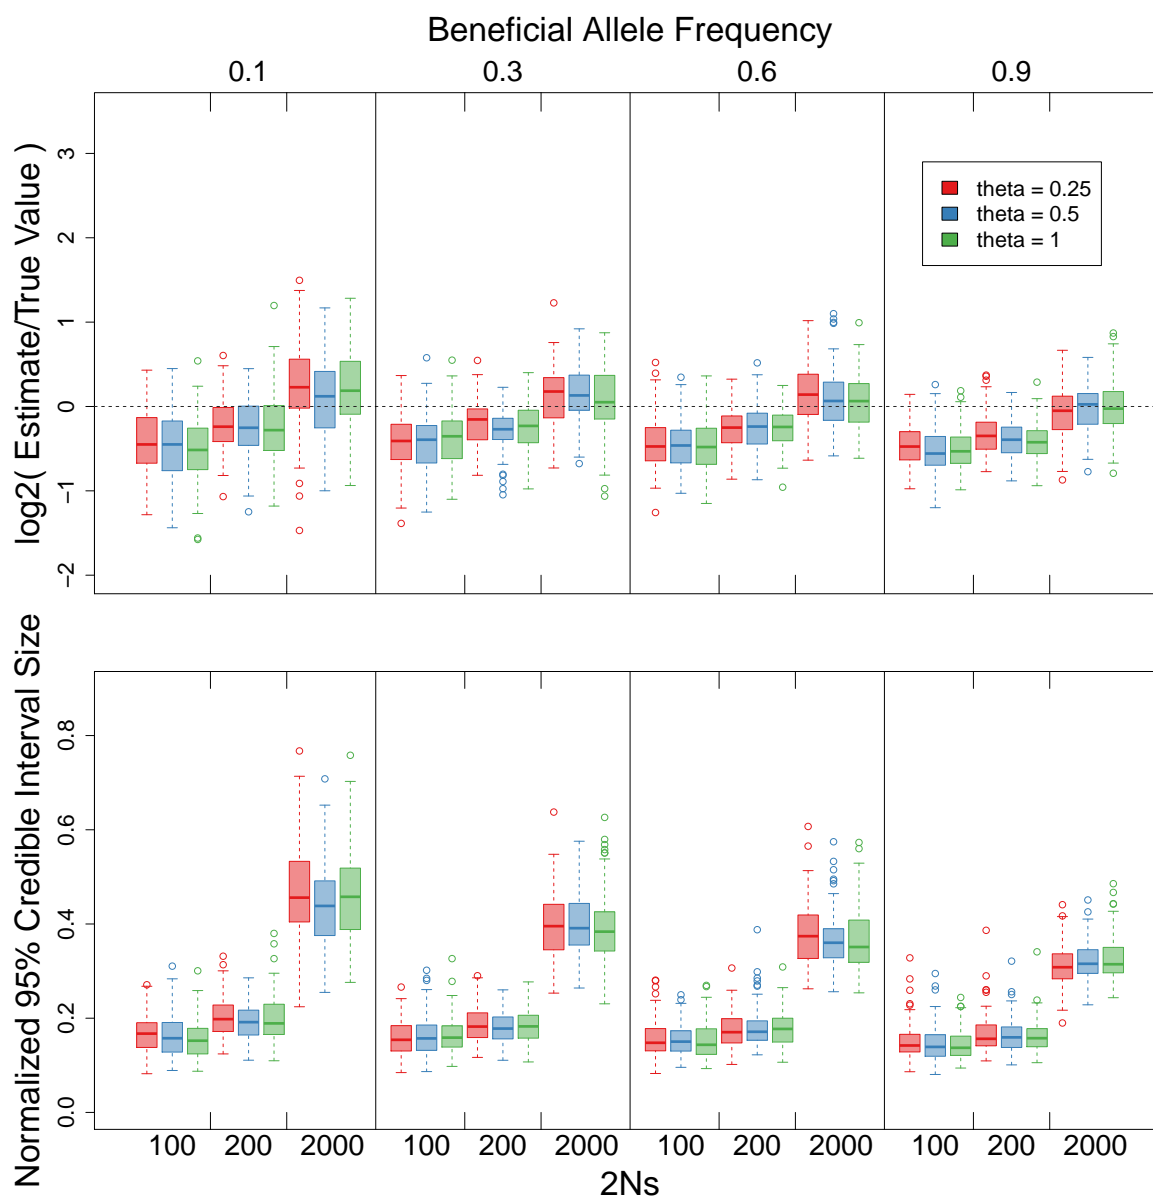 Beneficial Allele Frequency
0.1 0.3 0.6 0.9
log2( Estimate/True Value )
3
2
1
0
−1
−2
theta = 0.25
theta = 0.5
theta = 1
Normalized 95% Credible Interval Size
0.8
0.6
0.4
0.2
0.0
100 200 2000 100 200 2000 100 200 2000 100 200 2000
2Ns